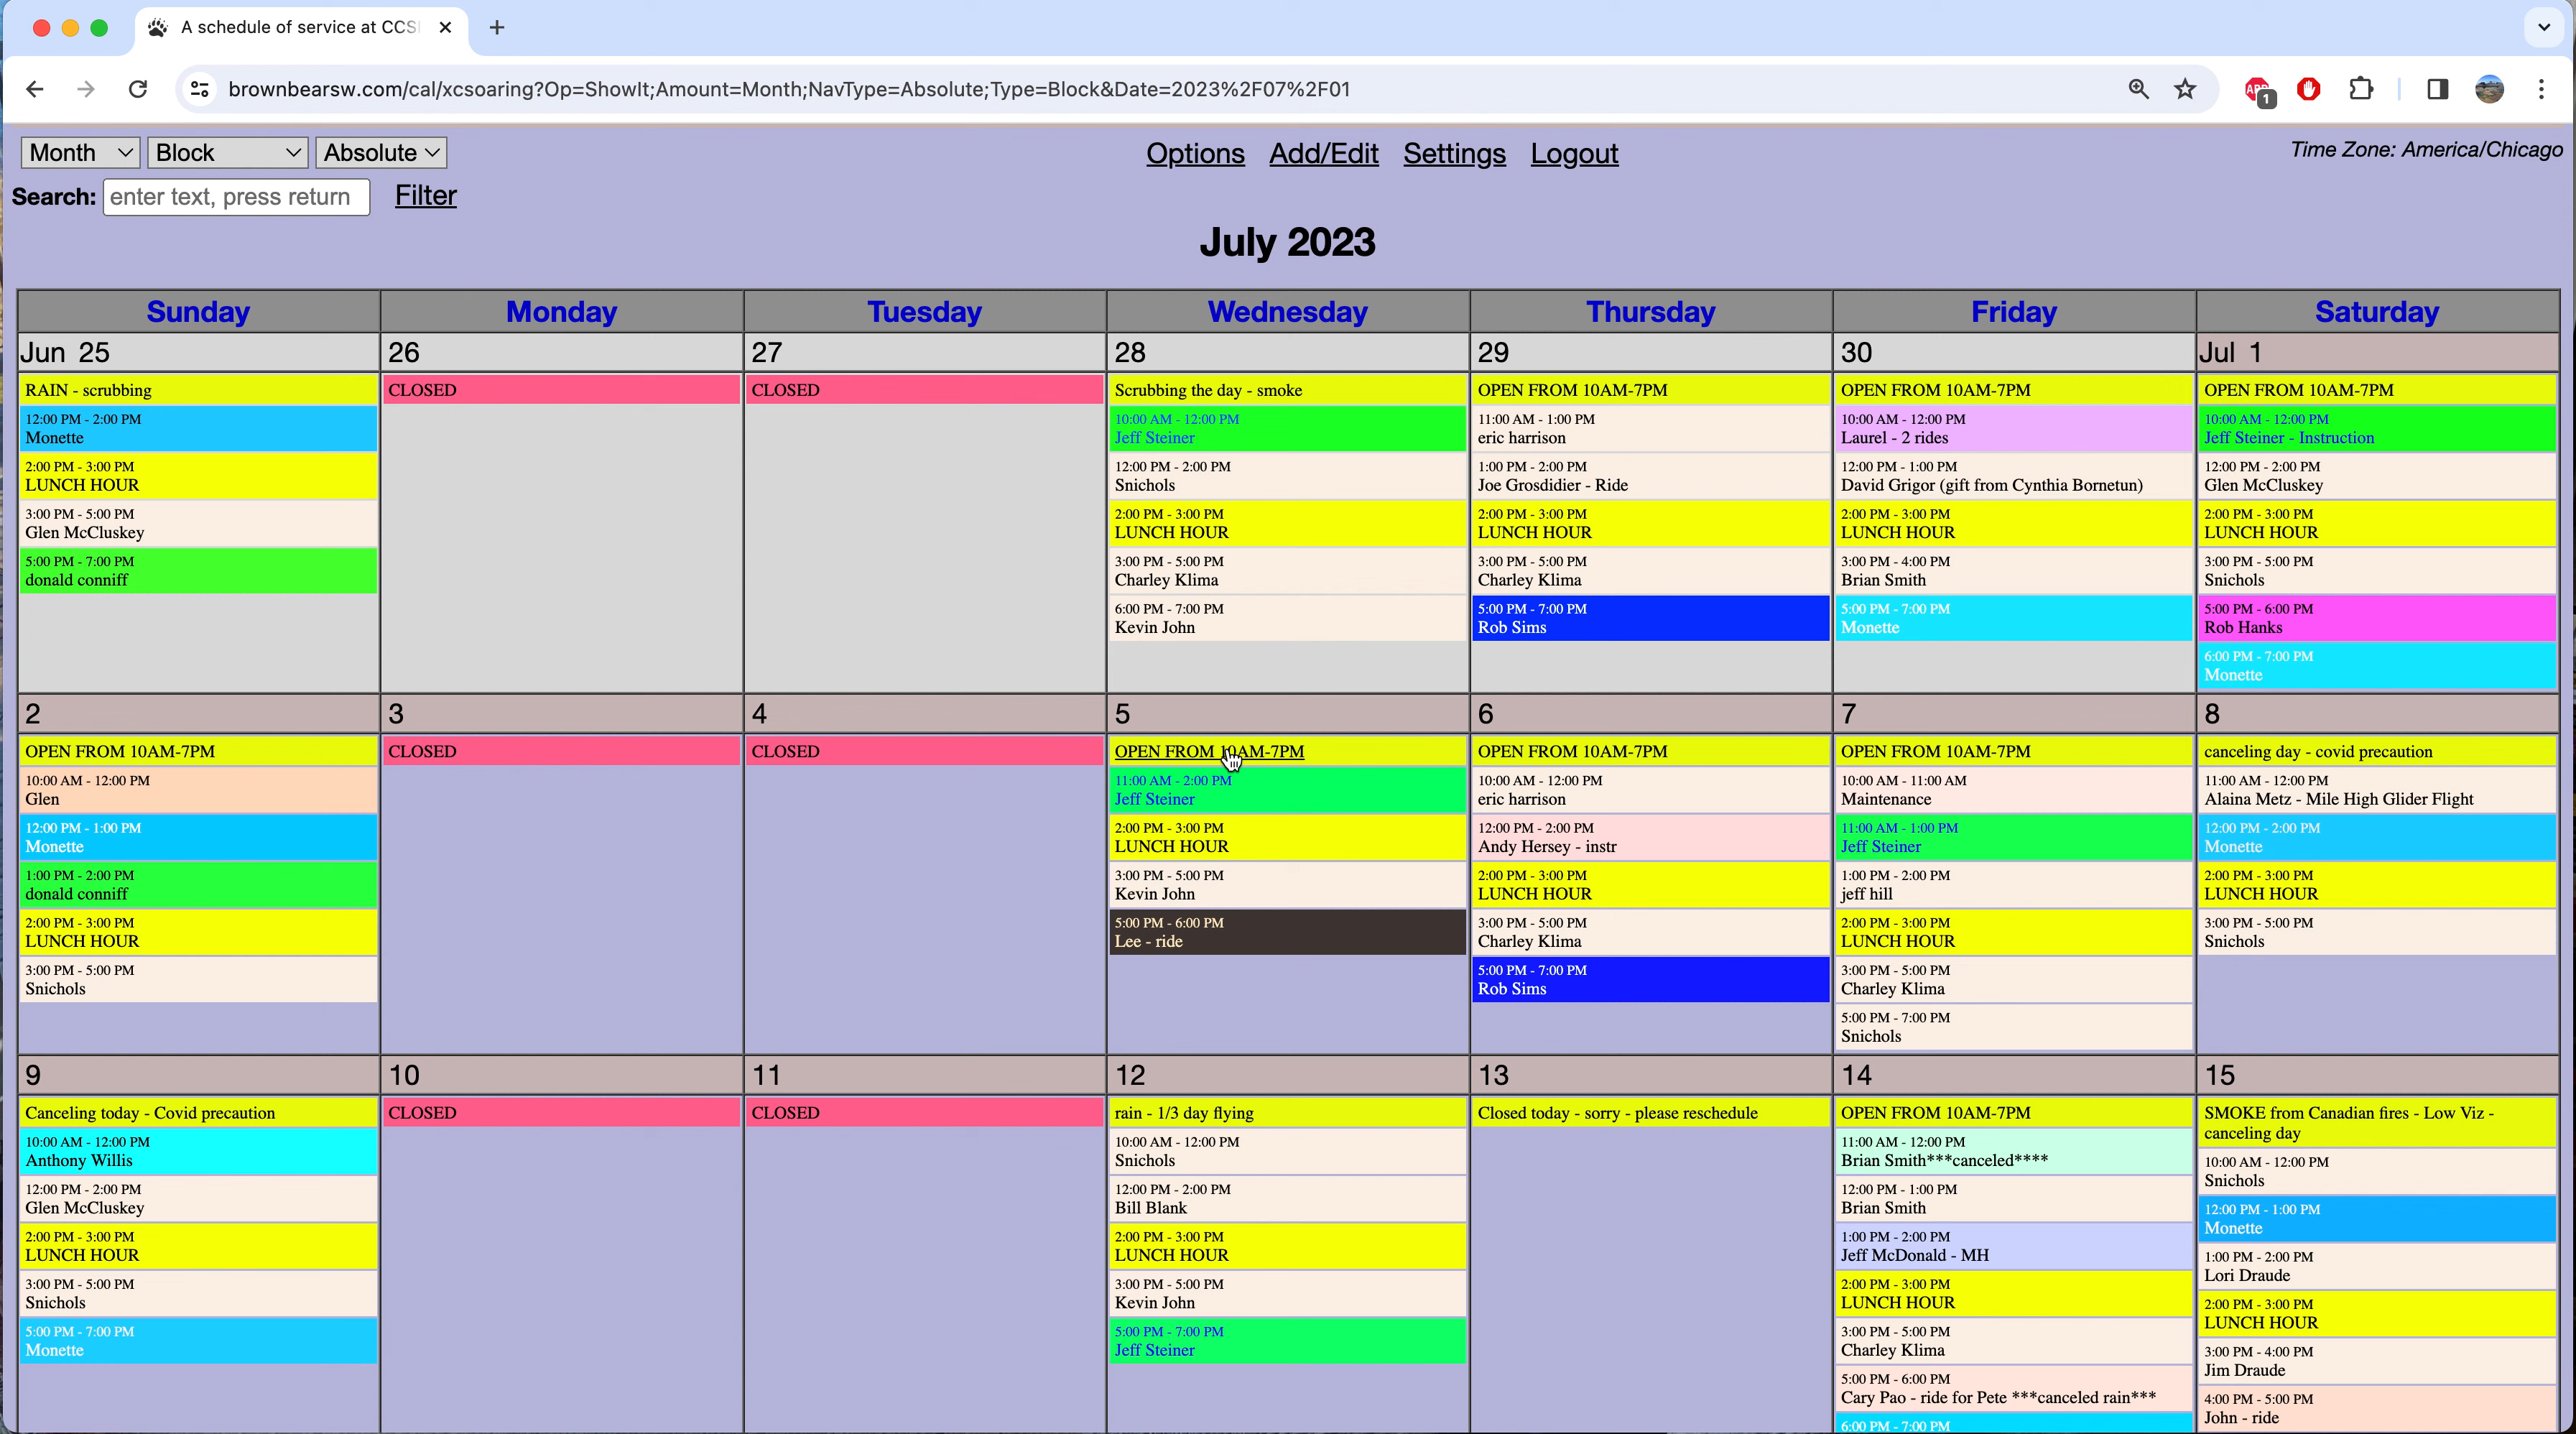 A schedule of service at CCS
brownbearsw.com/cal/xcsoaring?Op=ShowIt;Amount=Month;NavType=Absolute;Type=Block&Date=2023%2F07%2F01
ABP
1
Month
Block
Absolute
Options Add/Edit Settings Logout
Time Zone: America/Chicago
Search: enter text, press return Filter
July 2023
Sunday Monday Tuesday Wednesday Thursday Friday Saturday
Jun 25
RAIN - scrubbing
12:00 PM - 2:00 PM
Monette
2:00 PM - 3:00 PM
LUNCH HOUR
3:00 PM - 5:00 PM
Glen McCluskey
5:00 PM - 7:00 PM
donald conniff
26
CLOSED
27
CLOSED
28
Scrubbing the day - smoke
10:00 AM - 12:00 PM
Jeff Steiner
12:00 PM - 2:00 PM
Snichols
2:00 PM - 3:00 PM
LUNCH HOUR
3:00 PM - 5:00 PM
Charley Klima
6:00 PM - 7:00 PM
Kevin John
29
OPEN FROM 10AM-7PM
11:00 AM - 1:00 PM
eric harrison
1:00 PM - 2:00 PM
Joe Grosdidier - Ride
2:00 PM - 3:00 PM
LUNCH HOUR
3:00 PM - 5:00 PM
Charley Klima
5:00 PM - 7:00 PM
Rob Sims
30
OPEN FROM 10AM-7PM
10:00 AM - 12:00 PM
Laurel - 2 rides
12:00 PM - 1:00 PM
David Grigor (gift from Cynthia Bornetun)
2:00 PM - 3:00 PM
LUNCH HOUR
3:00 PM - 4:00 PM
Brian Smith
5:00 PM - 7:00 PM
Monette
Jul 1
OPEN FROM 10AM-7PM
10:00 AM - 12:00 PM
Jeff Steiner - Instruction
12:00 PM - 2:00 PM
Glen McCluskey
2:00 PM - 3:00 PM
LUNCH HOUR
3:00 PM - 5:00 PM
Snichols
5:00 PM - 6:00 PM
Rob Hanks
6:00 PM - 7:00 PM
Monette
2
OPEN FROM 10AM-7PM
10:00 AM - 12:00 PM
Glen
12:00 PM - 1:00 PM
Monette
1:00 PM - 2:00 PM
donald conniff
2:00 PM - 3:00 PM
LUNCH HOUR
3:00 PM - 5:00 PM
Snichols
3
CLOSED
4
CLOSED
5
OPEN FROM 10AM-7PM
11:00 AM - 2:00 PM
Jeff Steiner
2:00 PM - 3:00 PM
LUNCH HOUR
3:00 PM - 5:00 PM
Kevin John
5:00 PM - 6:00 PM
Lee - ride
6
OPEN FROM 10AM-7PM
10:00 AM - 12:00 PM
eric harrison
12:00 PM - 2:00 PM
Andy Hersey - instr
2:00 PM - 3:00 PM
LUNCH HOUR
3:00 PM - 5:00 PM
Charley Klima
5:00 PM - 7:00 PM
Rob Sims
7
OPEN FROM 10AM-7PM
10:00 AM - 11:00 AM
Maintenance
11:00 AM - 1:00 PM
Jeff Steiner
1:00 PM - 2:00 PM
jeff hill
2:00 PM - 3:00 PM
LUNCH HOUR
3:00 PM - 5:00 PM
Charley Klima
5:00 PM - 7:00 PM
Snichols
8
canceling day - covid precaution
11:00 AM - 12:00 PM
Alaina Metz - Mile High Glider Flight
12:00 PM - 2:00 PM
Monette
2:00 PM - 3:00 PM
LUNCH HOUR
3:00 PM - 5:00 PM
Snichols
9
Canceling today - Covid precaution
10:00 AM - 12:00 PM
Anthony Willis
12:00 PM - 2:00 PM
Glen McCluskey
2:00 PM - 3:00 PM
LUNCH HOUR
3:00 PM - 5:00 PM
Snichols
5:00 PM - 7:00 PM
Monette
10
CLOSED
11
CLOSED
12
rain - 1/3 day flying
10:00 AM - 12:00 PM
Snichols
12:00 PM - 2:00 PM
Bill Blank
2:00 PM - 3:00 PM
LUNCH HOUR
3:00 PM - 5:00 PM
Kevin John
5:00 PM - 7:00 PM
Jeff Steiner
13
Closed today - sorry - please reschedule
14
OPEN FROM 10AM-7PM
11:00 AM - 12:00 PM
Brian Smith***canceled****
12:00 PM - 1:00 PM
Brian Smith
1:00 PM - 2:00 PM
Jeff McDonald - MH
2:00 PM - 3:00 PM
LUNCH HOUR
3:00 PM - 5:00 PM
Charley Klima
5:00 PM - 6:00 PM
Cary Pao - ride for Pete ***canceled rain***
6:00 PM - 7:00 PM
15
SMOKE from Canadian fires - Low Viz -
canceling day
10:00 AM - 12:00 PM
Snichols
12:00 PM - 1:00 PM
Monette
1:00 PM - 2:00 PM
Lori Draude
2:00 PM - 3:00 PM
LUNCH HOUR
3:00 PM - 4:00 PM
Jim Draude
4:00 PM - 5:00 PM
John - ride